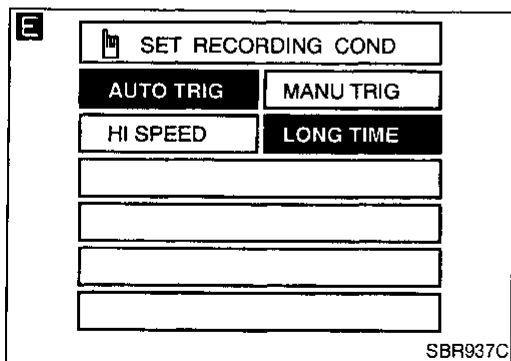 E
SET RECORDING COND
AUTO TRIG MANU TRIG
HI SPEED LONG TIME
SBR937C